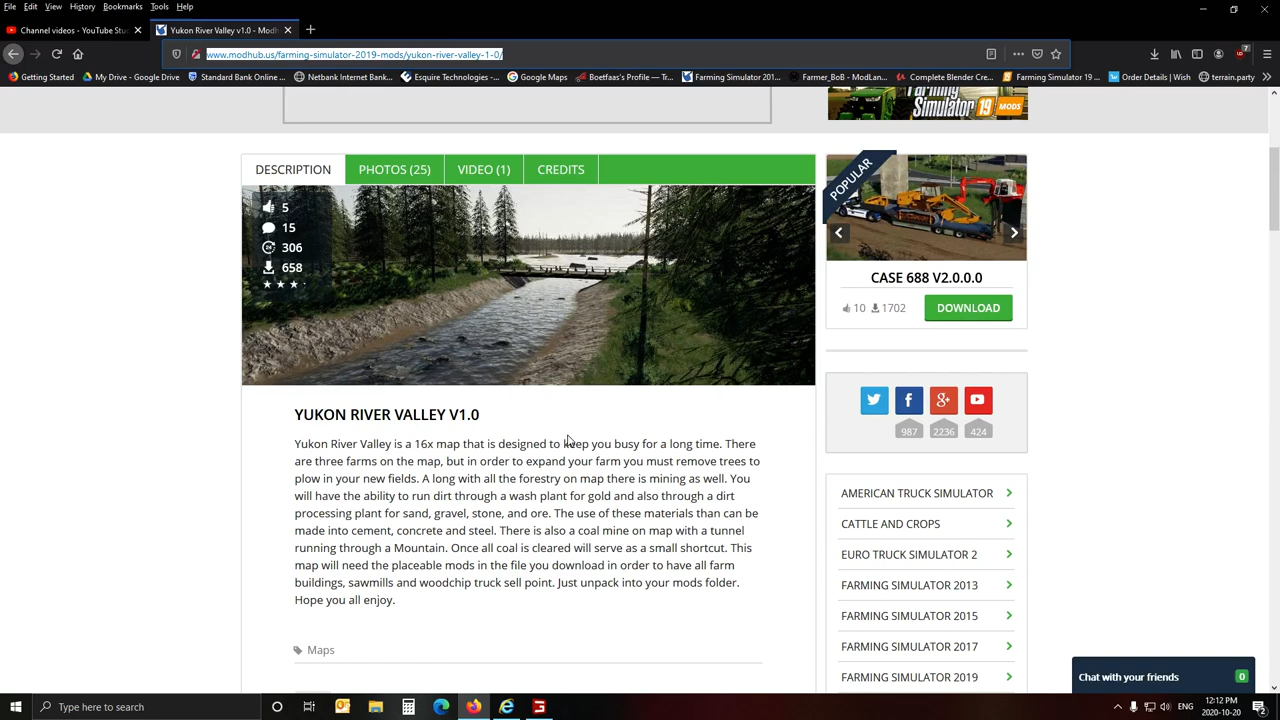 File Edit View History Bookmarks Tools Help
Channel videos - YouTube Stu
Yukon River Valley v1.0 - Modh
www.modhub.us/farming-simulator-2019-mods/yukon-river-valley-1-0/
7
Getting Started My Drive - Google Drive Standard Bank Online ... Netbank Internet Bank... Esquire Technologies -... Google Maps Boetfaas's Profile — Tr... Farming Simulator 201... Farmer_BoB - ModLan... Complete Blender Cre... Farming Simulator 19 ... Order Details | Wish terrain.party
Farming
Simulator 19 MODS
DESCRIPTION PHOTOS (25) VIDEO (1) CREDITS
5
15
24 306
658
POPULAR
CASE 688 V2.0.0.0
10 1702 DOWNLOAD
987 2236 424
YUKON RIVER VALLEY V1.0
Yukon River Valley is a 16x map that is designed to keep you busy for a long time. There
are three farms on the map, but in order to expand your farm you must remove trees to
plow in your new fields. A long with all the forestry on map there is mining as well. You
will have the ability to run dirt through a wash plant for gold and also through a dirt
processing plant for sand, gravel, stone, and ore. The use of these materials than can be
made into cement, concrete and steel. There is also a coal mine on map with a tunnel
running through a Mountain. Once all coal is cleared will serve as a small shortcut. This
map will need the placeable mods in the file you download in order to have all farm
buildings, sawmills and woodchip truck sell point. Just unpack into your mods folder.
Hope you all enjoy.
Maps
AMERICAN TRUCK SIMULATOR
CATTLE AND CROPS
EURO TRUCK SIMULATOR 2
FARMING SIMULATOR 2013
FARMING SIMULATOR 2015
FARMING SIMULATOR 2017
FARMING SIMULATOR 2019
Chat with your friends 0
Type here to search
ENG
12:12 PM
2020-10-20
2